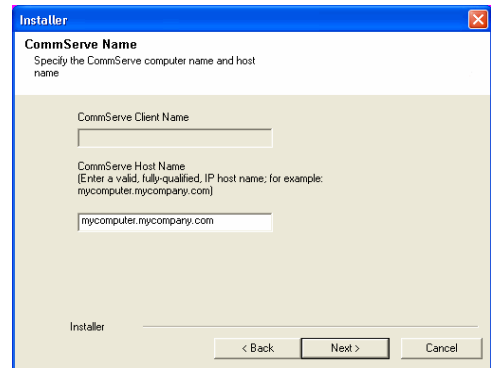 Installer
CommServe Name
Specify the CommServe computer name and host
name
CommServe Client Name
CommServe Host Name
(Enter a valid, fully-qualified, IP host name; for example:
mycomputer.mycompany.com)
mycomputer.mycompany.com
Installer
< Back
Next >
Cancel